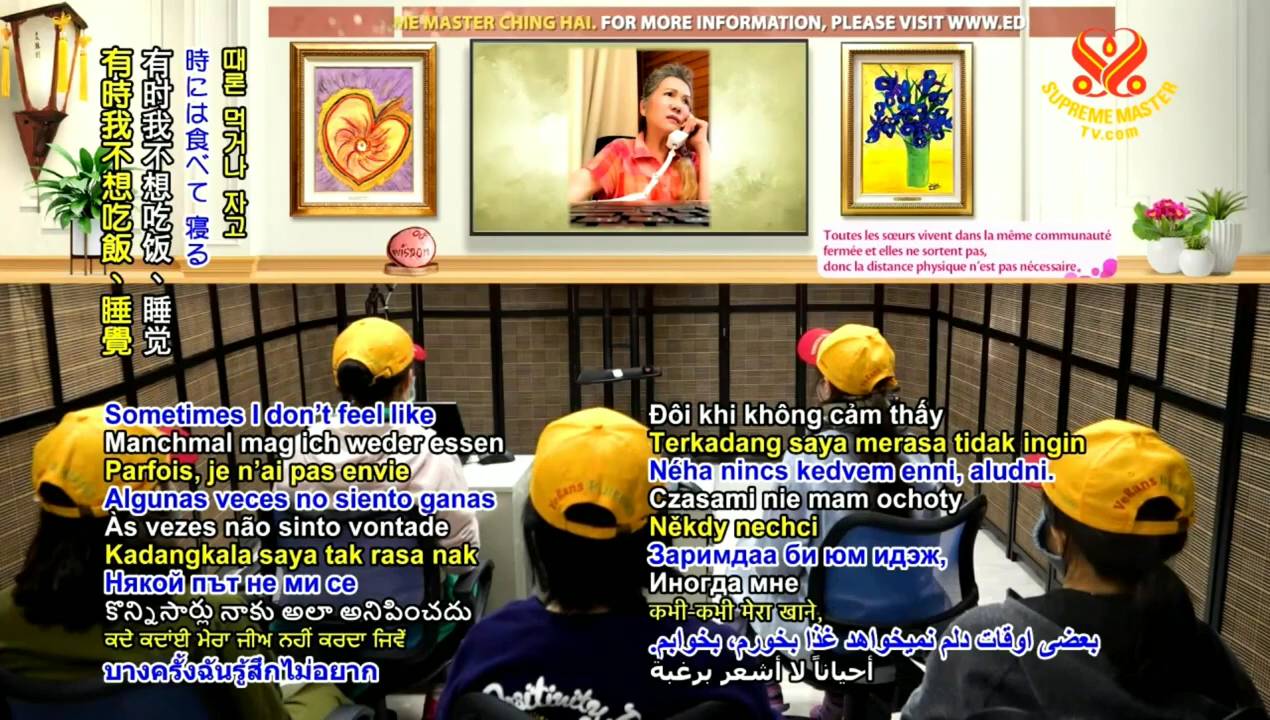 ME MASTER CHING HAI. FOR MORE INFORMATION, PLEASE VISIT WWW.ED
SUPREME MASTER
TV.com
때론 먹거나 자고
時には食べて 寝る
有时我不想吃饭、睡觉
有時我不想吃飯、睡覺
wisdom
Toutes les sœurs vivent dans la même communauté
fermée et elles ne sortent pas,
donc la distance physique n'est pas nécessaire.
Sometimes I don't feel like
Manchmal mag ich weder essen
Parfois, je n'ai pas envie
Algunas veces no siento ganas
Às vezes não sinto vontade
Kadangkala saya tak rasa nak
Някой път не ми се
కొన్నిసార్లు నాకు అలా అనిపించదు
ਕਦੇ ਕਦਾਂਈ ਮੇਰਾ ਜੀਅ ਨਹੀਂ ਕਰਦਾ ਜਿਵੇਂ
บางครั้งฉันรู้สึกไม่อยาก
Đôi khi không cảm thấy
Terkadang saya merasa tidak ingin
Néha nincs kedvem enni, aludni.
Czasami nie mam ochoty
Někdy nechci
Заримдаа би юм идэж,
Иногда мне
कभी-कभी मेरा खाने,
بعضی اوقات دلم نمیخواهد غذا بخورم، بخوابم.
أحياناً لا أشعر برغبة